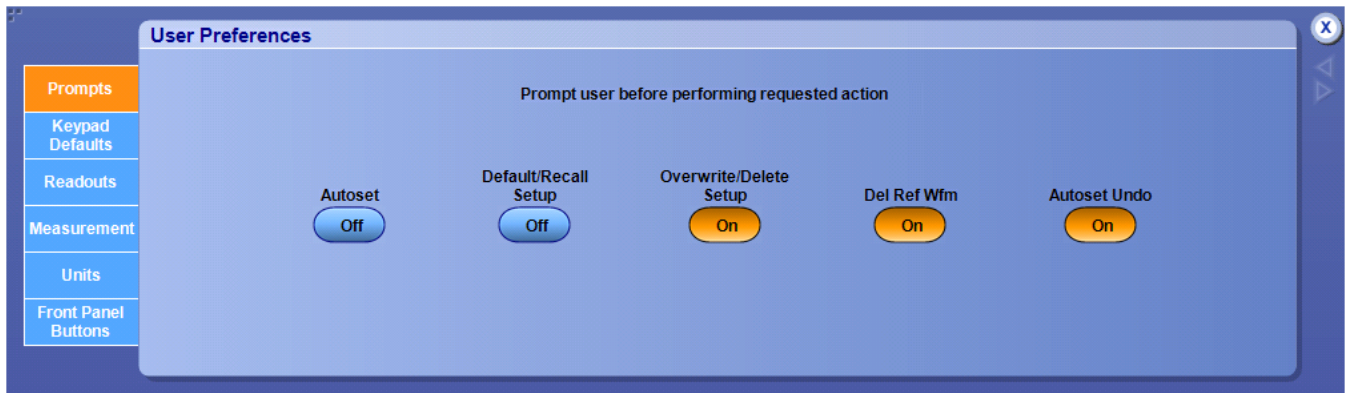 User Preferences
X
Prompts
Keypad
Defaults
Readouts
Measurement
Units
Front Panel
Buttons
Prompt user before performing requested action
Autoset
Off
Default/Recall
Setup
Off
Overwrite/Delete
Setup
On
Del Ref Wfm
On
Autoset Undo
On